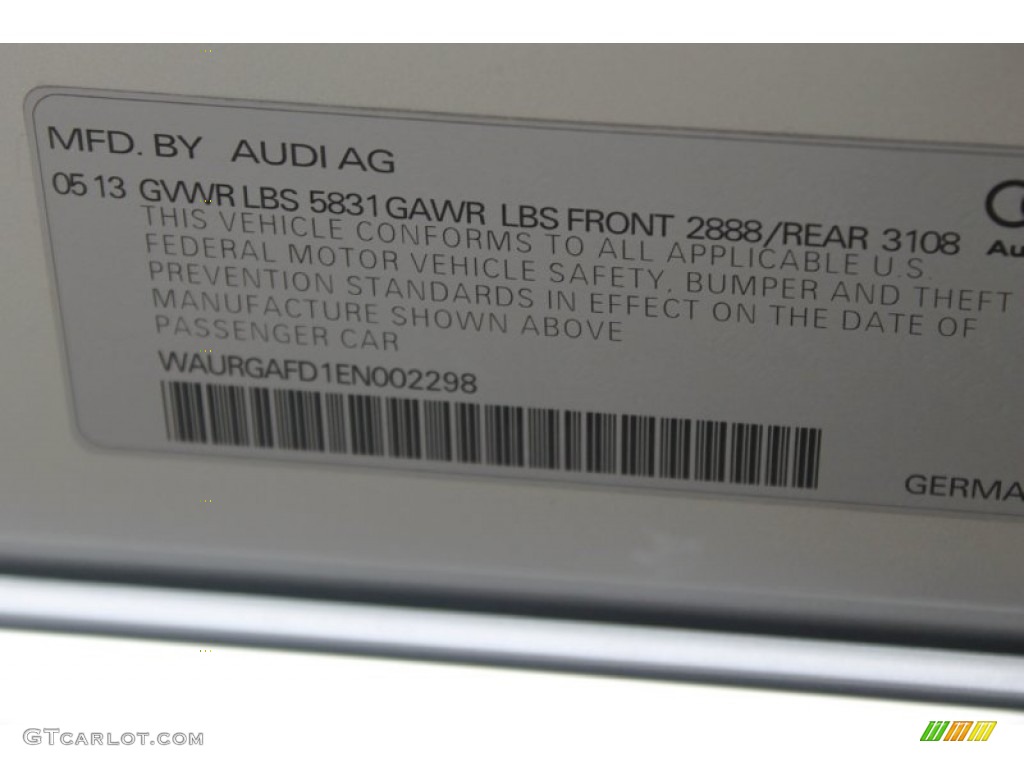 MFD. BY AUDI AG
05 13 GVWR LBS 5831 GAWR LBS FRONT 2888/REAR 3108
THIS VEHICLE CONFORMS TO ALL APPLICABLE U.S.
FEDERAL MOTOR VEHICLE SAFETY, BUMPER AND THEFT
PREVENTION STANDARDS IN EFFECT ON THE DATE OF
MANUFACTURE SHOWN ABOVE
PASSENGER CAR
WAURGAFD1EN002298
GTCARLOT.COM